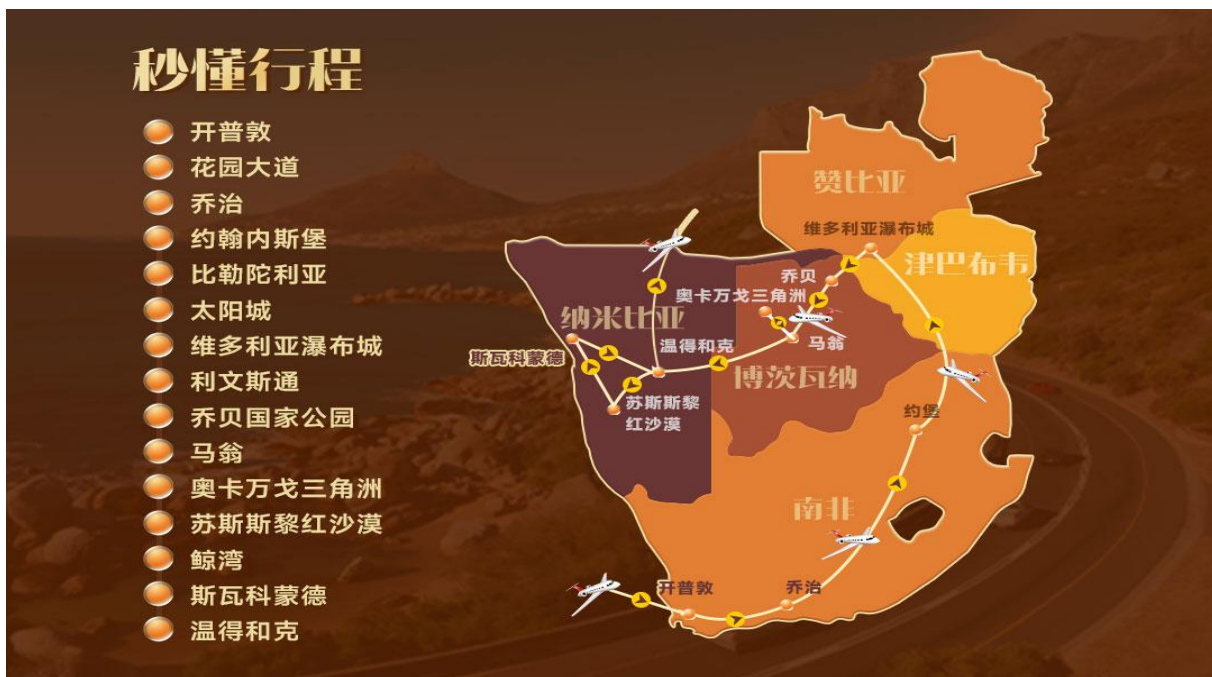 秒懂行程
开普敦
花园大道
乔治
约翰内斯堡
比勒陀利亚
太阳城
维多利亚瀑布城
利文斯通
乔贝国家公园
马翁
奥卡万戈三角洲
苏斯斯黎红沙漠
鲸湾
斯瓦科蒙德
温得和克
赞比亚
维多利亚瀑布城
津巴布韦
乔贝
奥卡万戈三角洲
纳米比亚
温得和克
马翁
斯瓦科蒙德
博茨瓦纳
苏斯斯黎
红沙漠
约堡
南非
开普敦
乔治